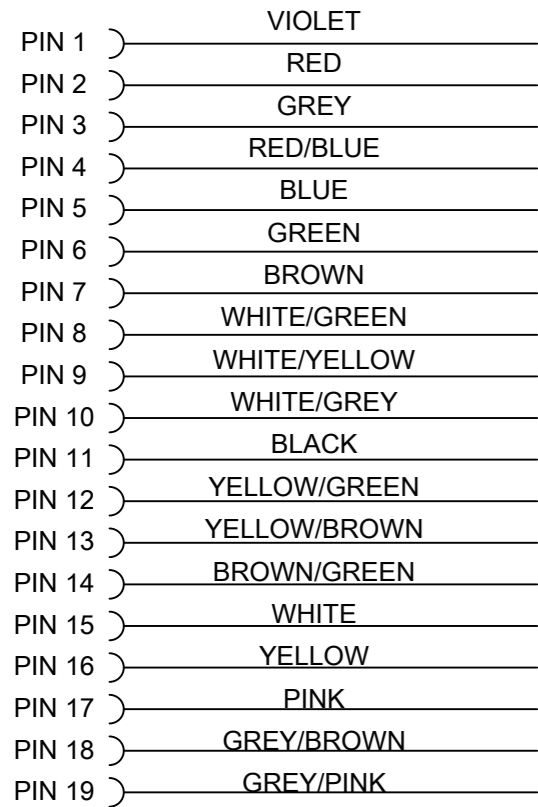 PIN 1 VIOLET
PIN 2 RED
PIN 3 GREY
PIN 4 RED/BLUE
PIN 5 BLUE
PIN 6 GREEN
PIN 7 BROWN
PIN 8 WHITE/GREEN
PIN 9 WHITE/YELLOW
PIN 10 WHITE/GREY
PIN 11 BLACK
PIN 12 YELLOW/GREEN
PIN 13 YELLOW/BROWN
PIN 14 BROWN/GREEN
PIN 15 WHITE
PIN 16 YELLOW
PIN 17 PINK
PIN 18 GREY/BROWN
PIN 19 GREY/PINK